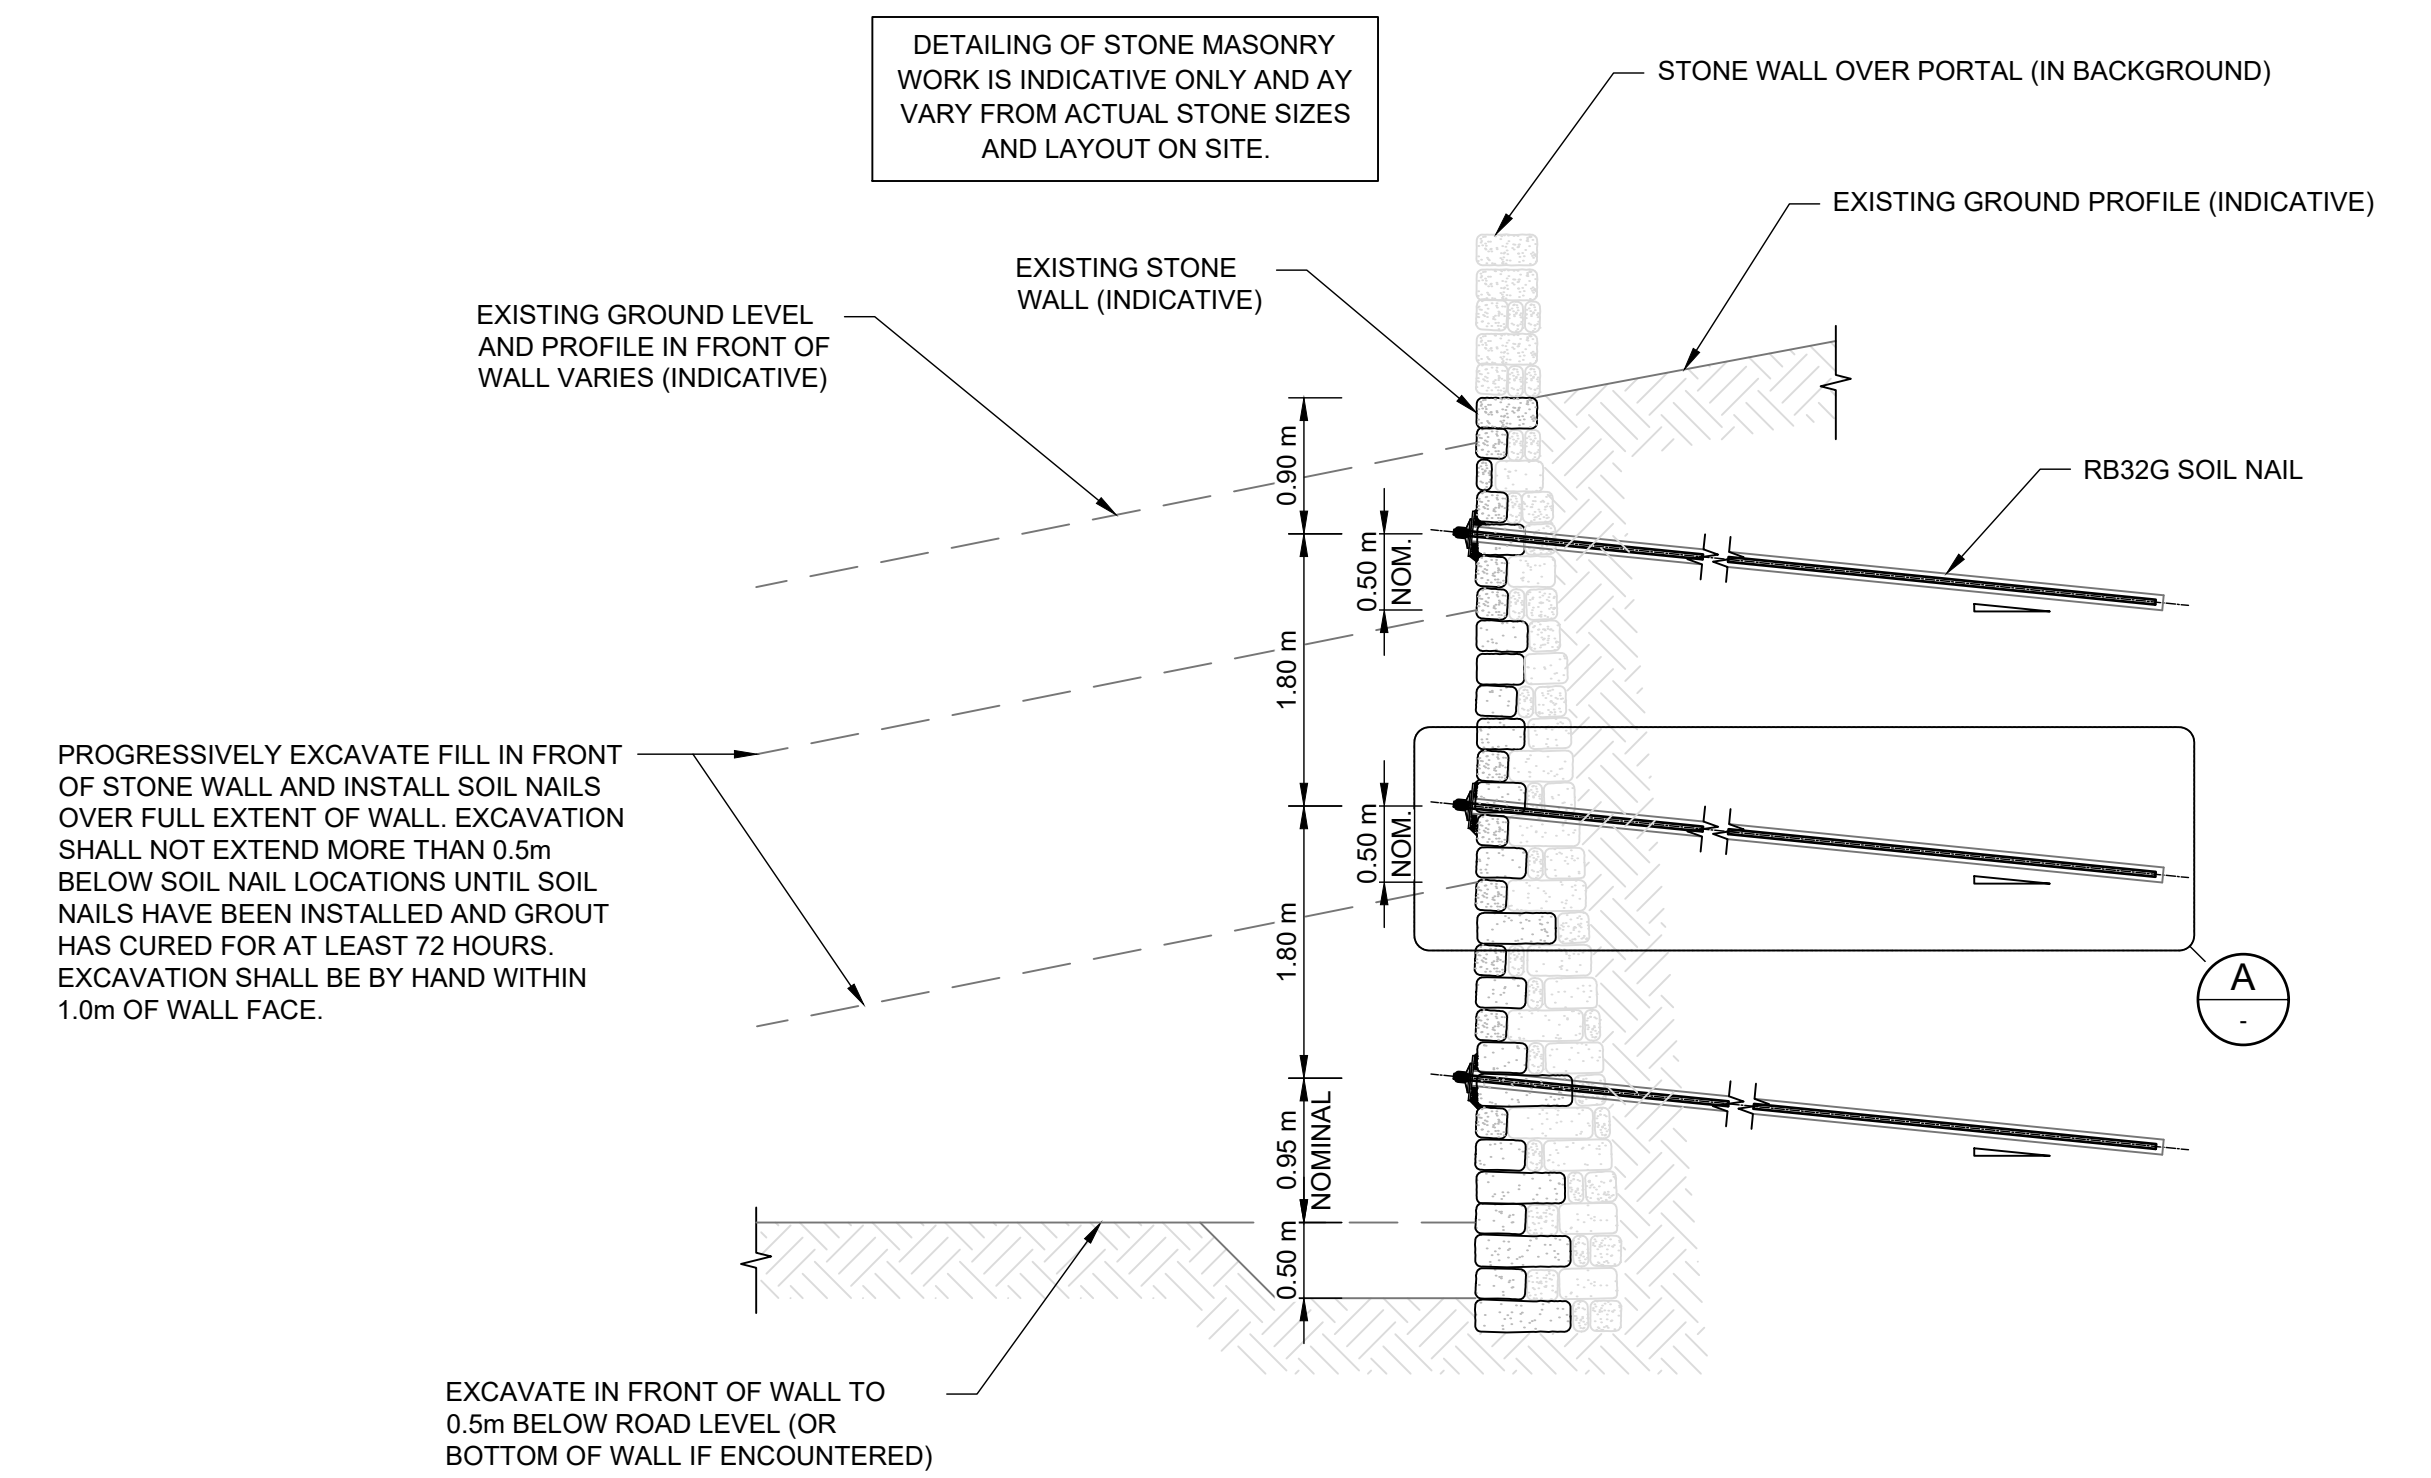 DETAILING OF STONE MASONRY
WORK IS INDICATIVE ONLY AND AY
VARY FROM ACTUAL STONE SIZES
AND LAYOUT ON SITE.
STONE WALL OVER PORTAL (IN BACKGROUND)
EXISTING GROUND PROFILE (INDICATIVE)
EXISTING STONE
WALL (INDICATIVE)
EXISTING GROUND LEVEL
AND PROFILE IN FRONT OF
WALL VARIES (INDICATIVE)
RB32G SOIL NAIL
0.90 m
0.50 m
NOM.
1.80 m
PROGRESSIVELY EXCAVATE FILL IN FRONT
OF STONE WALL AND INSTALL SOIL NAILS
OVER FULL EXTENT OF WALL. EXCAVATION
SHALL NOT EXTEND MORE THAN 0.5m
BELOW SOIL NAIL LOCATIONS UNTIL SOIL
NAILS HAVE BEEN INSTALLED AND GROUT
HAS CURED FOR AT LEAST 72 HOURS.
EXCAVATION SHALL BE BY HAND WITHIN
1.0m OF WALL FACE.
0.50 m
NOM.
1.80 m
A
-
0.95 m
NOMINAL
0.50 m
EXCAVATE IN FRONT OF WALL TO
0.5m BELOW ROAD LEVEL (OR
BOTTOM OF WALL IF ENCOUNTERED)